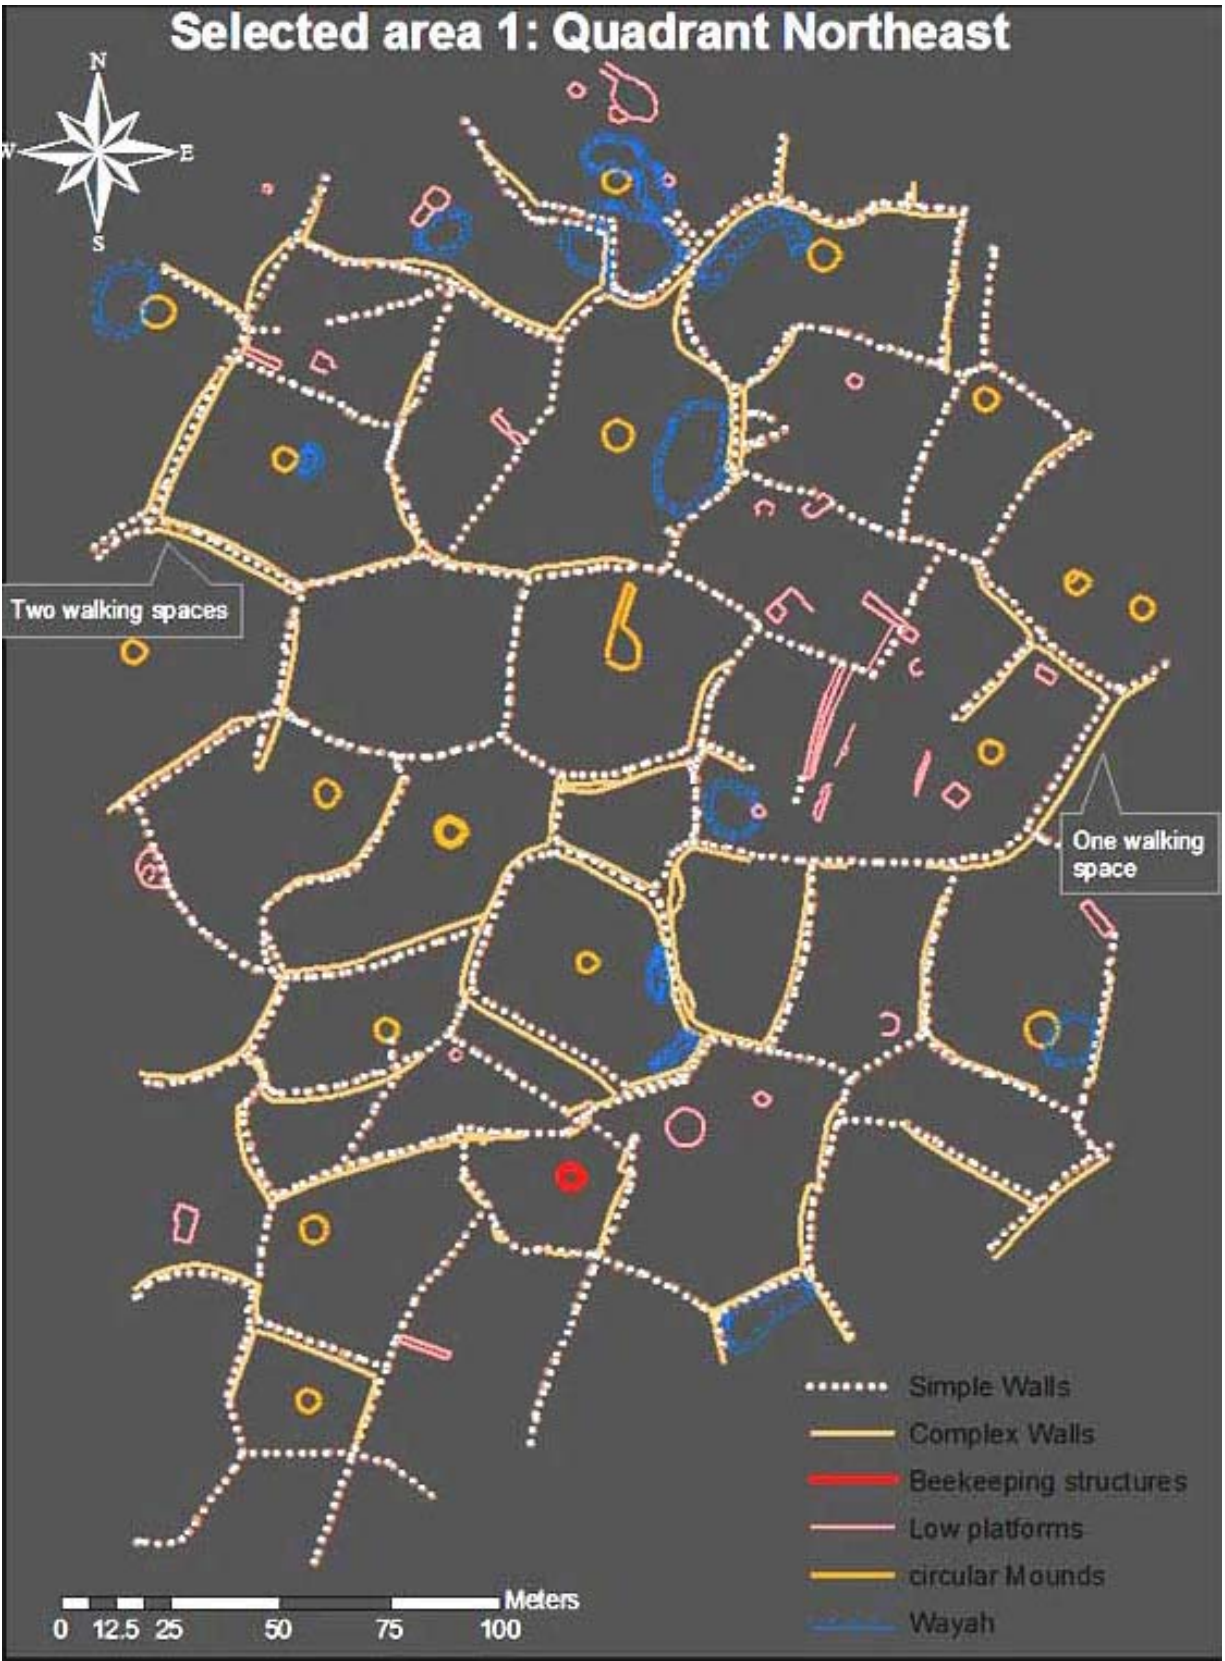 Selected area 1: Quadrant Northeast
N
W
E
S
Two walking spaces
One walking
space
Simple Walls
Complex Walls
Beekeeping structures
Low platforms
circular Mounds
Wayah
Meters
0 12.5 25 50 75 100